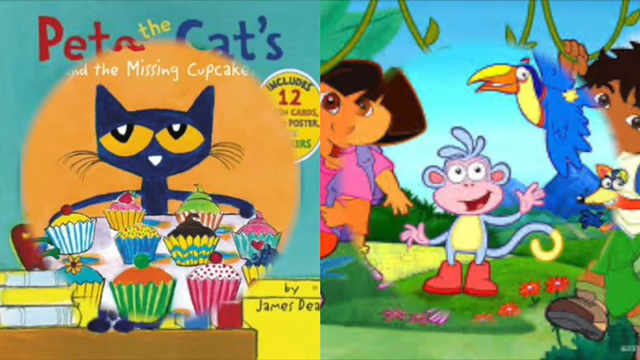 Pete the Cat's
and the Missing Cupcakes
INCLUDES
12
CARDS,
POSTER,
by
James Dea